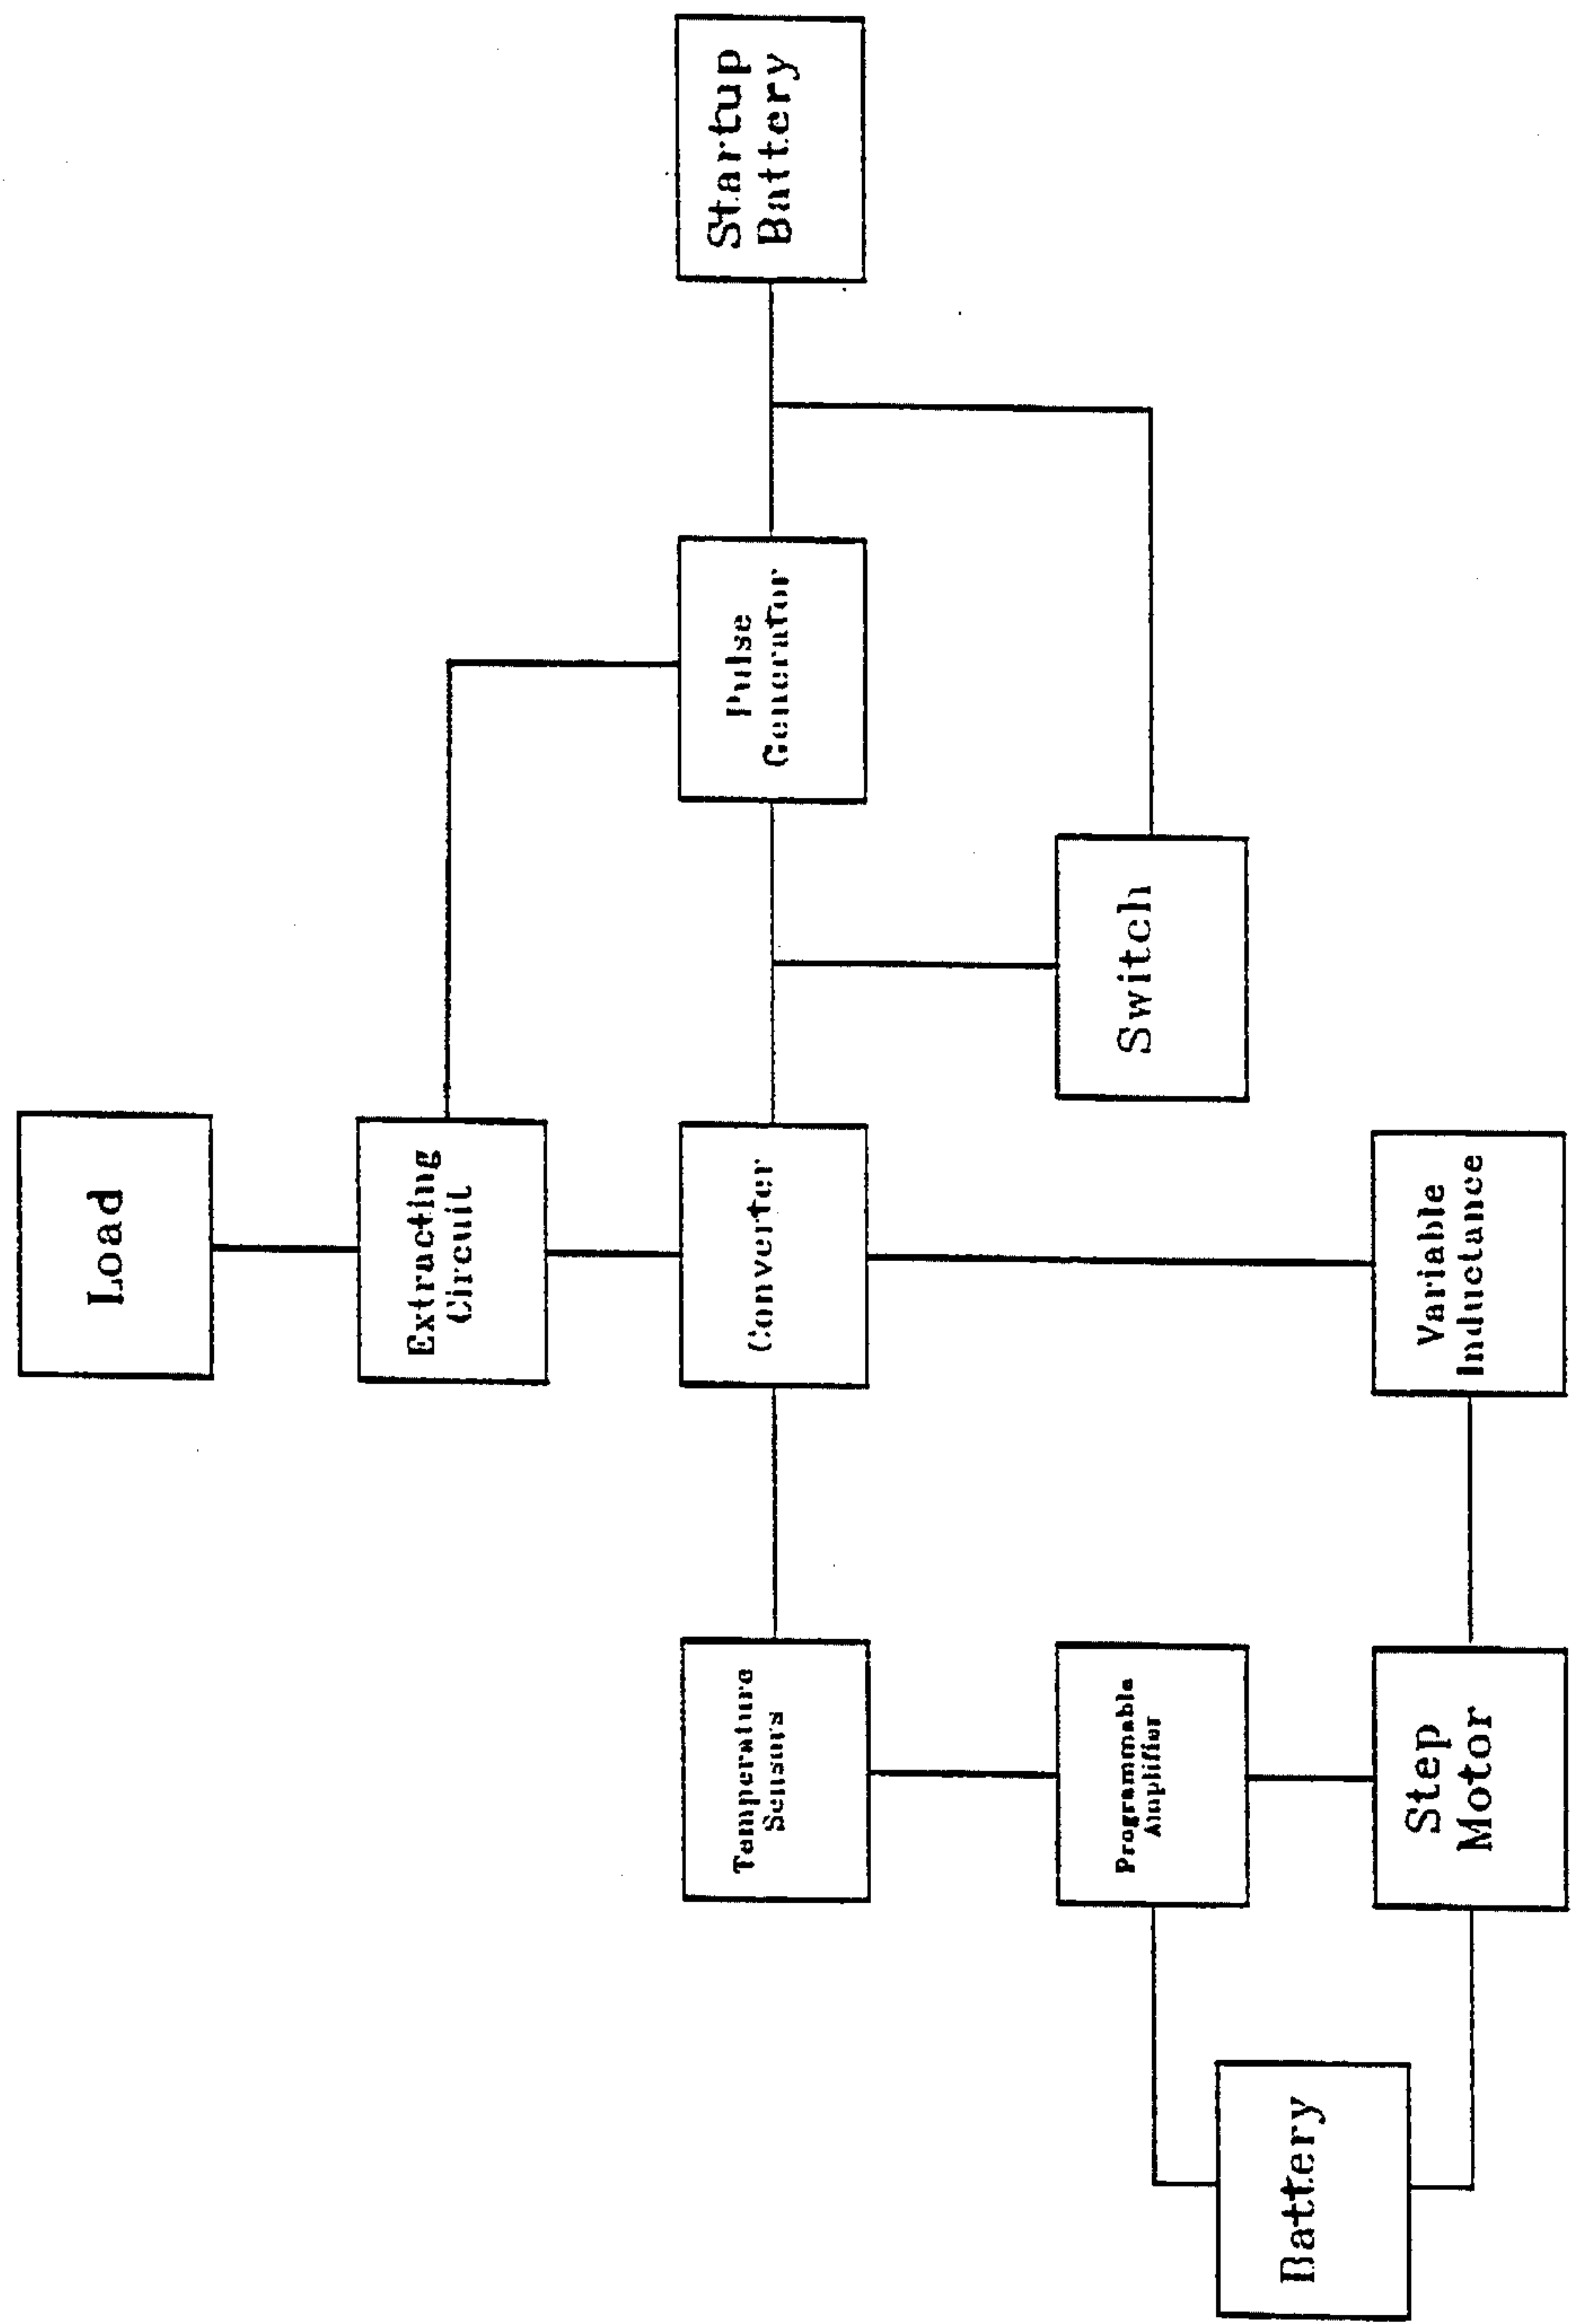 Load
Extracting
Circuit
Temperature
Sensors
Converter
Pulse
Generator
Startup
Battery
Programmable
Amplifier
Switch
Battery
Step
Motor
Variable
Inductance